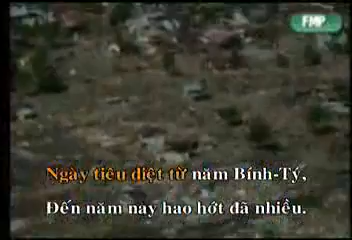 FMP
Ngày tiêu diệt từ năm Bính-Tý,
Đến năm nay hao hớt đã nhiều.